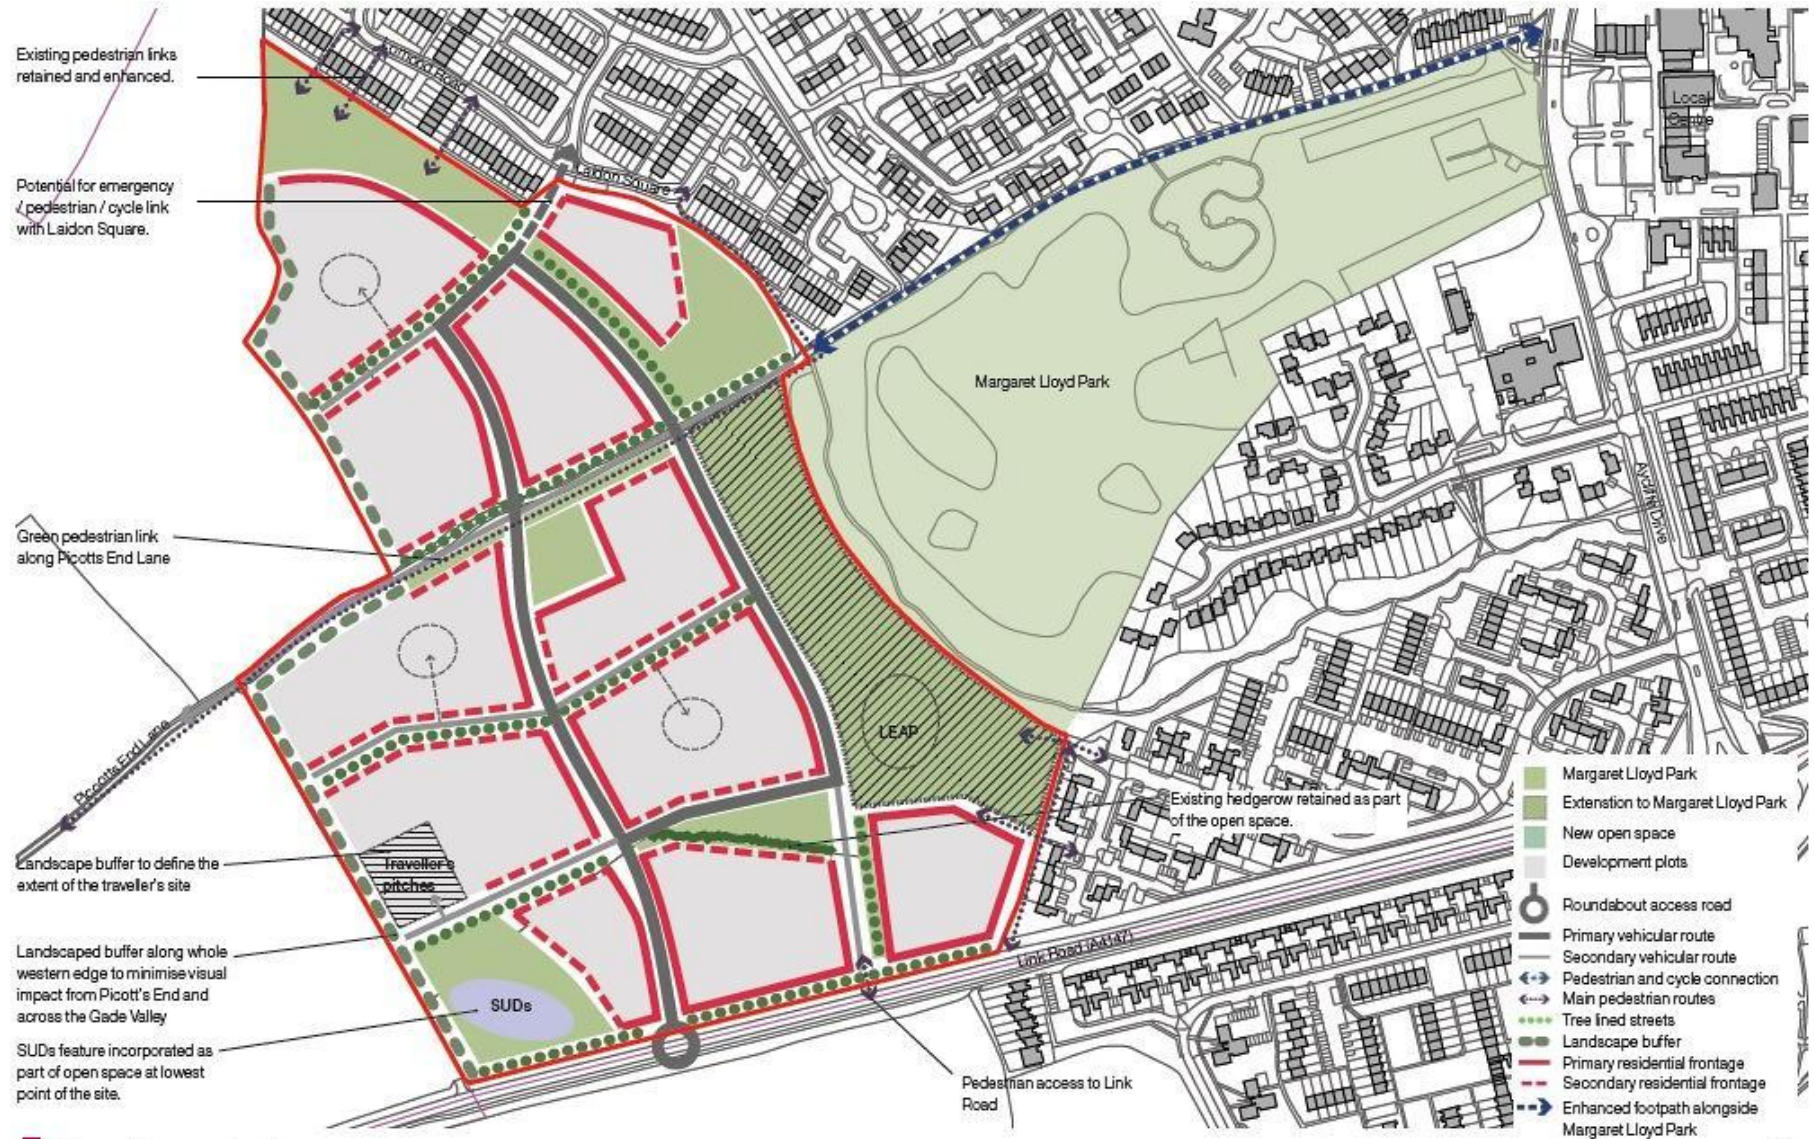 Existing pedestrian links
retained and enhanced.
Laidon Square
Local
Centre
Potential for emergency
/ pedestrian / cycle link
with Laidon Square.
Margaret Lloyd Park
Green pedestrian link
along Picotts End Lane
Picotts End Lane
LEAP
Existing hedgerow retained as part
of the open space.
Landscape buffer to define the
extent of the traveller's site
Traveller's
pitches
Landscaped buffer along whole
western edge to minimise visual
impact from Picott's End and
across the Gade Valley
SUDs
Link Road (A4147)
SUDs feature incorporated as
part of open space at lowest
point of the site.
Pedestrian access to Link
Road
Margaret Lloyd Park
Extenstion to Margaret Lloyd Park
New open space
Development plots
Roundabout access road
Primary vehicular route
Secondary vehicular route
Pedestrian and cycle connection
Main pedestrian routes
Tree lined streets
Landscape buffer
Primary residential frontage
Secondary residential frontage
Enhanced footpath alongside
Margaret Lloyd Park